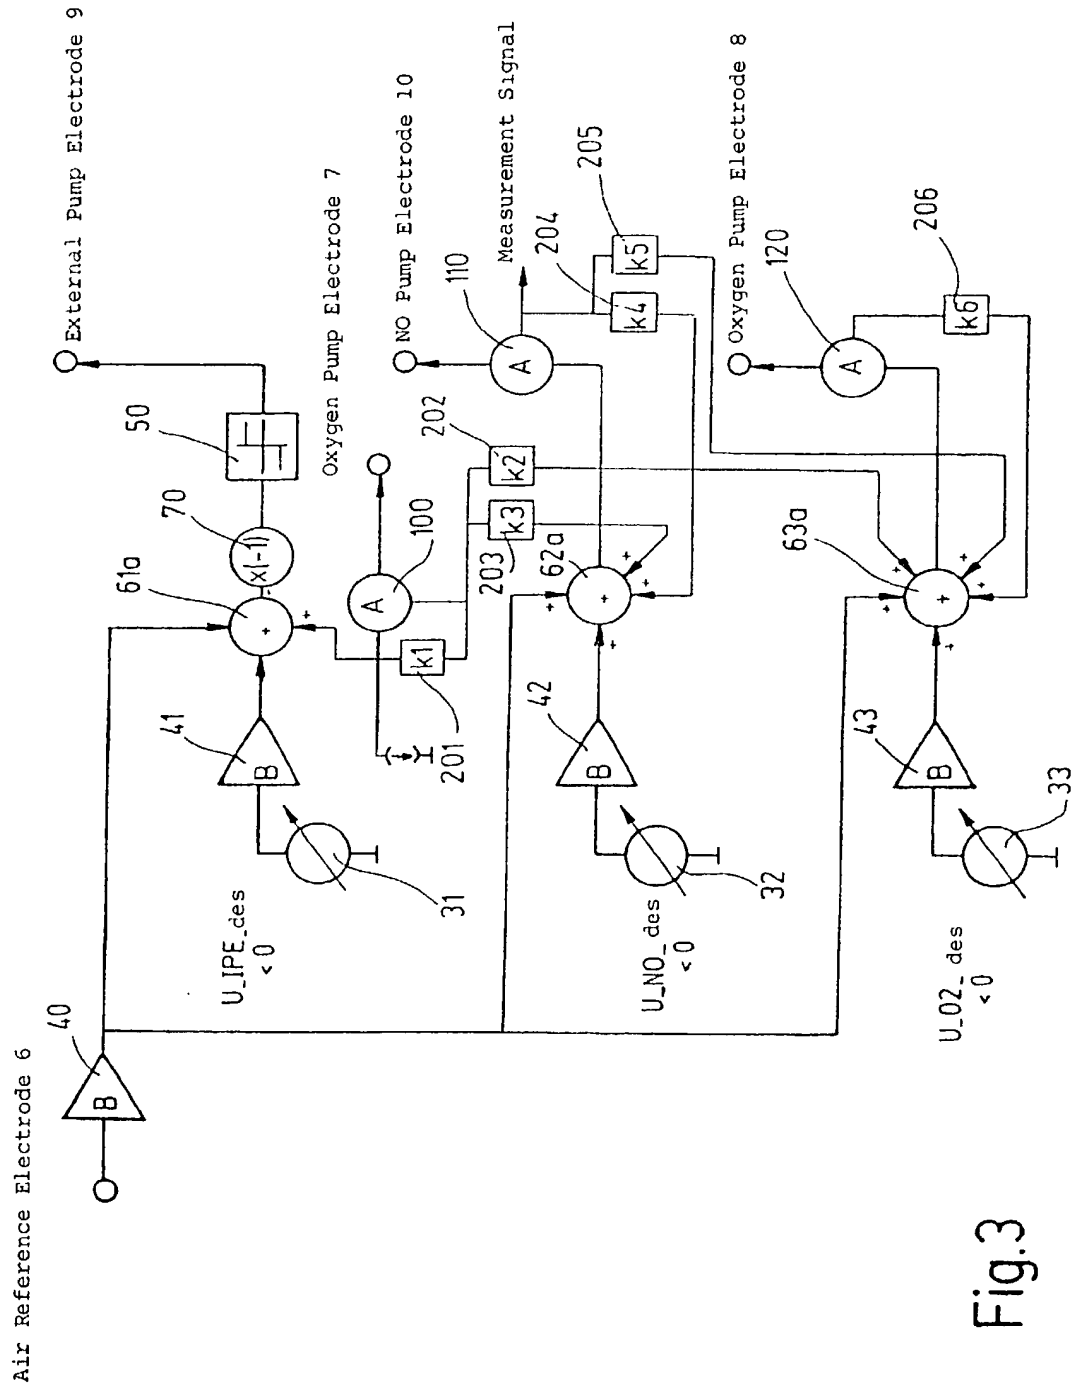 Air Reference Electrode 6
B
40
External Pump Electrode 9
50
70
x(-1)
61a
+
+
41
B
31
U_IPE_des
< 0
Oxygen Pump Electrode 7
A
100
k1
201
k2
202
k3
203
NO Pump Electrode 10
A
110
Measurement Signal
k4
204
k5
205
62a
+
+
+
+
+
42
B
32
U_NO_des
< 0
Oxygen Pump Electrode 8
A
120
k6
206
63a
+
+
+
+
+
+
43
B
33
U_O2_des
< 0
Fig.3